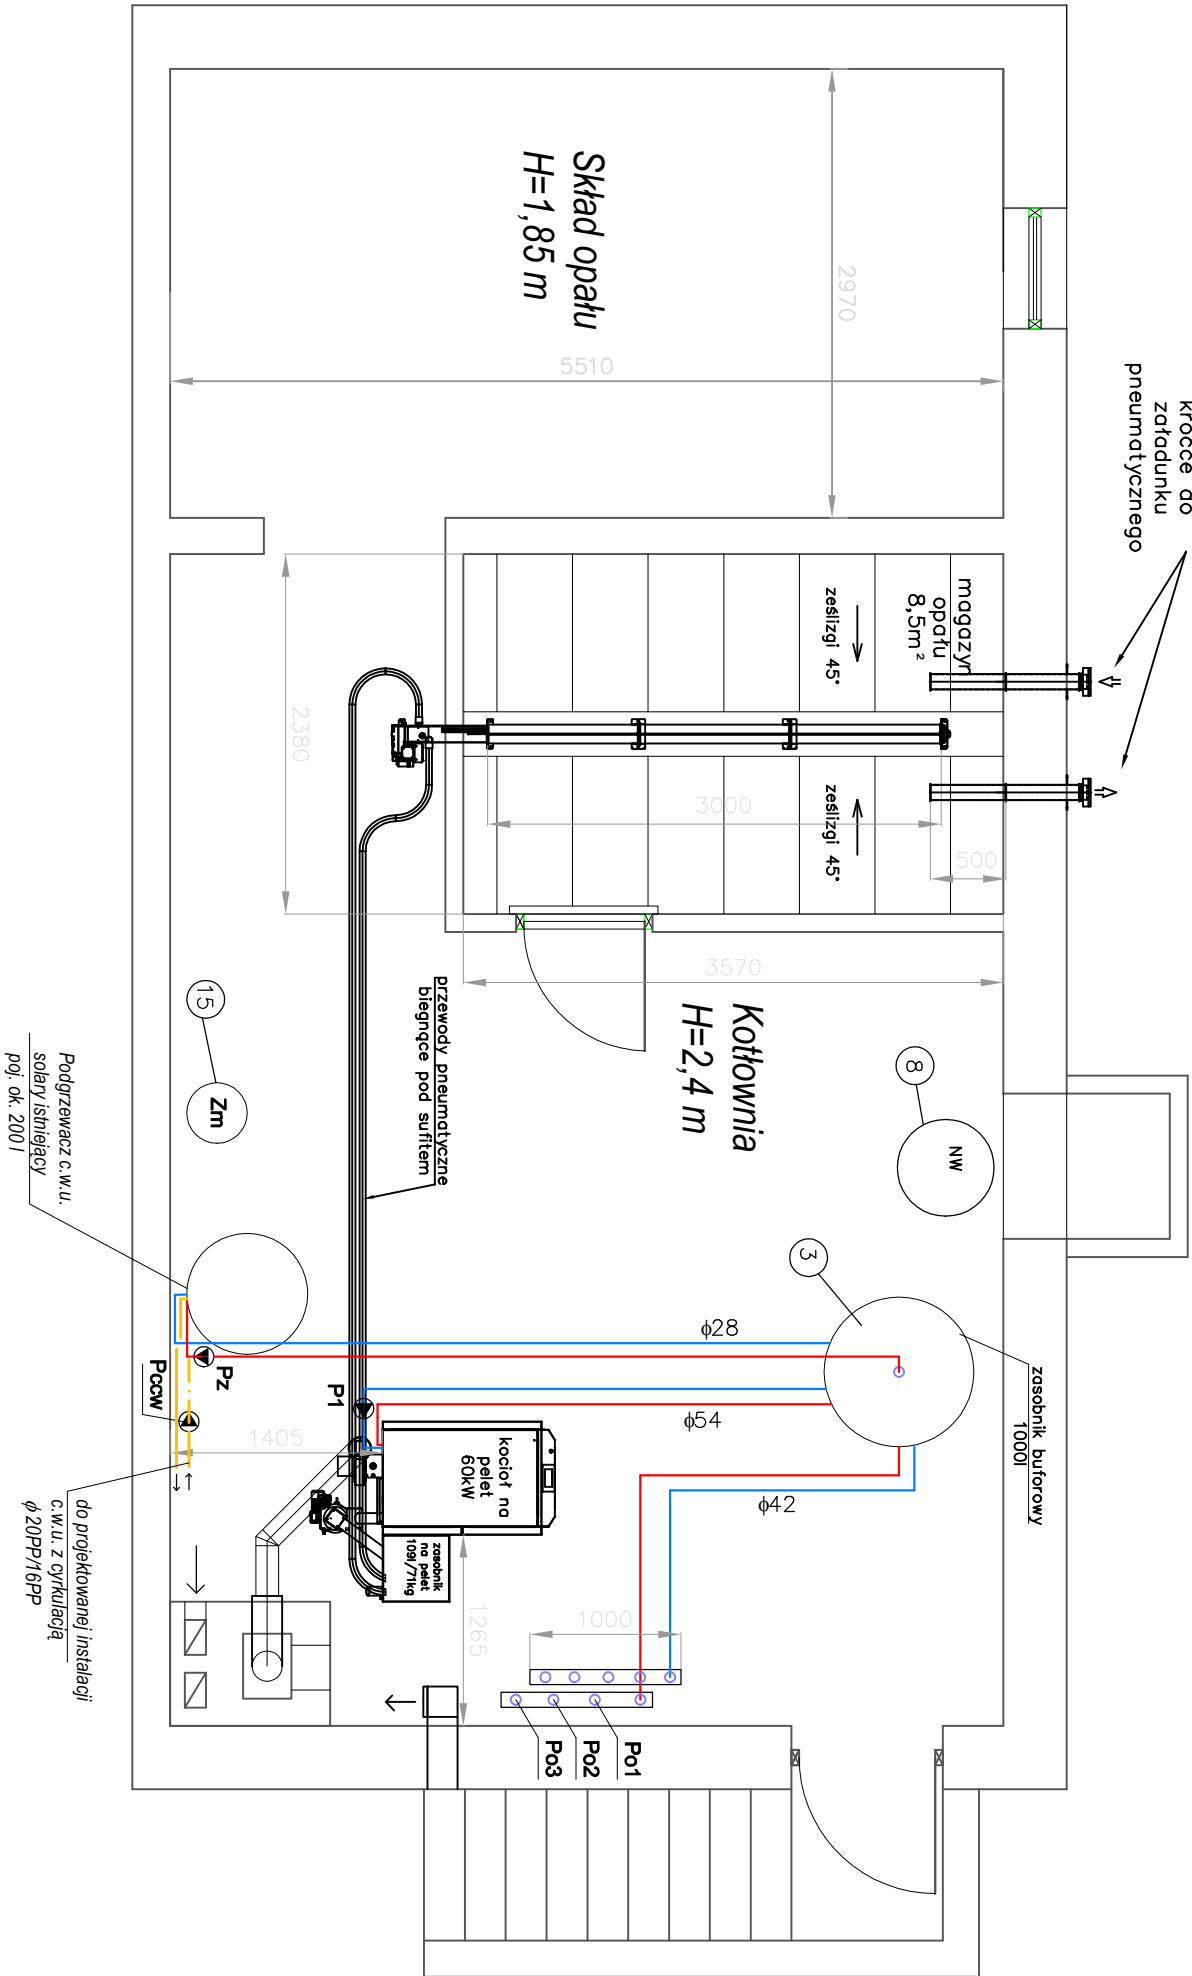 Skład opału
H=1,85 m
2970
5510
króćce do
załadunku
pneumatycznego
magazyn
opału
8,5m²
ześlizgi 45°
ześlizgi 45°
2380
3000
500
3570
Kotłownia
H=2,4 m
przewody pneumatyczne
biegnące pod sufitem
15
Zm
8
NW
3
Podgrzewacz c.w.u.
solary istniejący
poj. ok. 200 l
zasobnik buforowy
1000l
ϕ28
ϕ54
ϕ42
Pz
Pccw
P1
1405
kocioł na
pelet
60kW
zasobnik
na pelet
109l/71kg
1265
1000
do projektowanej instalacji
c.w.u. z cyrkulacją
ϕ 20PP/16PP
Po1
Po2
Po3